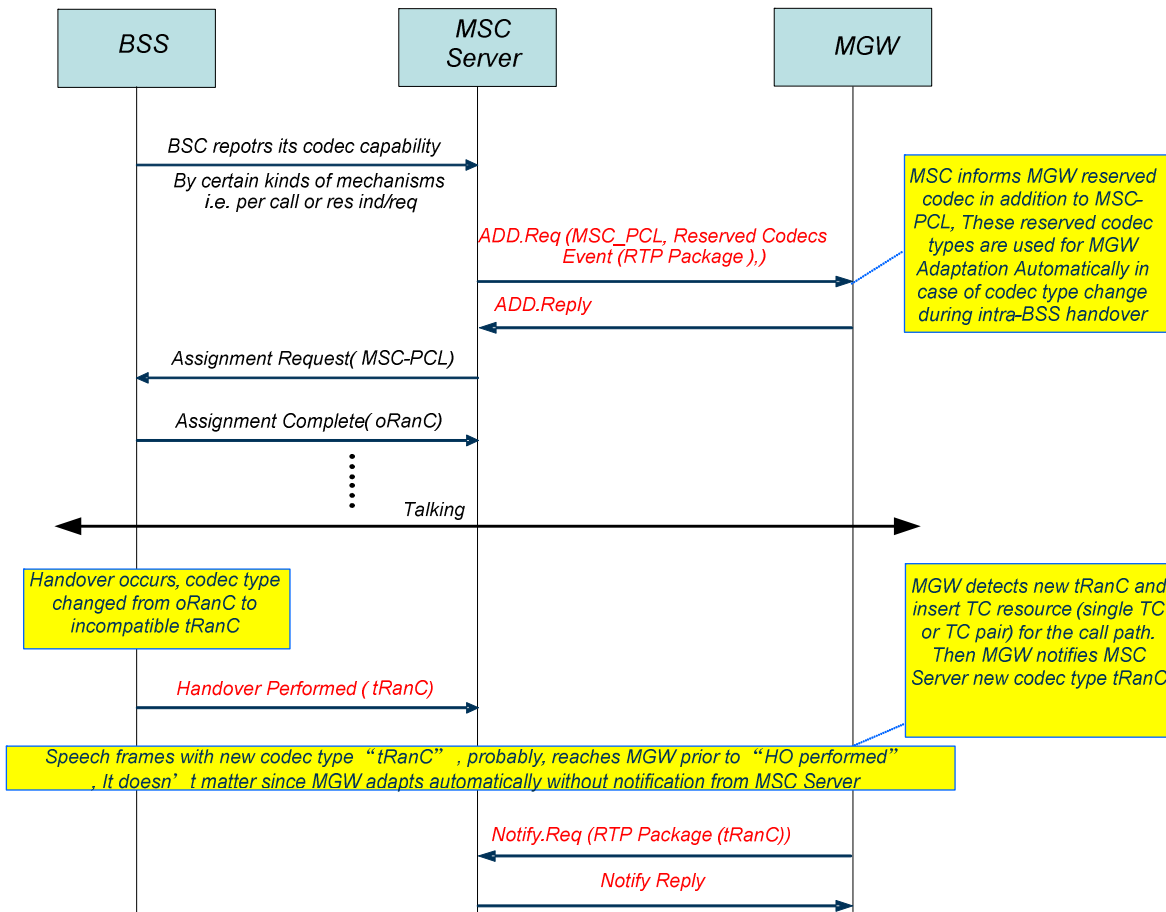 BSS
MSC
Server
MGW
BSC repotrs its codec capability
By certain kinds of mechanisms
i.e. per call or res ind/req
MSC informs MGW reserved
codec in addition to MSC-
PCL, These reserved codec
types are used for MGW
Adaptation Automatically in
case of codec type change
during intra-BSS handover
ADD.Req (MSC_PCL, Reserved Codecs
Event (RTP Package ),)
ADD.Reply
Assignment Request( MSC-PCL)
Assignment Complete( oRanC)
Talking
Handover occurs, codec type
changed from oRanC to
incompatible tRanC
MGW detects new tRanC and
insert TC resource (single TC
or TC pair) for the call path.
Then MGW notifies MSC
Server new codec type tRanC
Handover Performed ( tRanC)
Speech frames with new codec type “tRanC” , probably, reaches MGW prior to “HO performed”
, It doesn’ t matter since MGW adapts automatically without notification from MSC Server
Notify.Req (RTP Package (tRanC))
Notify Reply